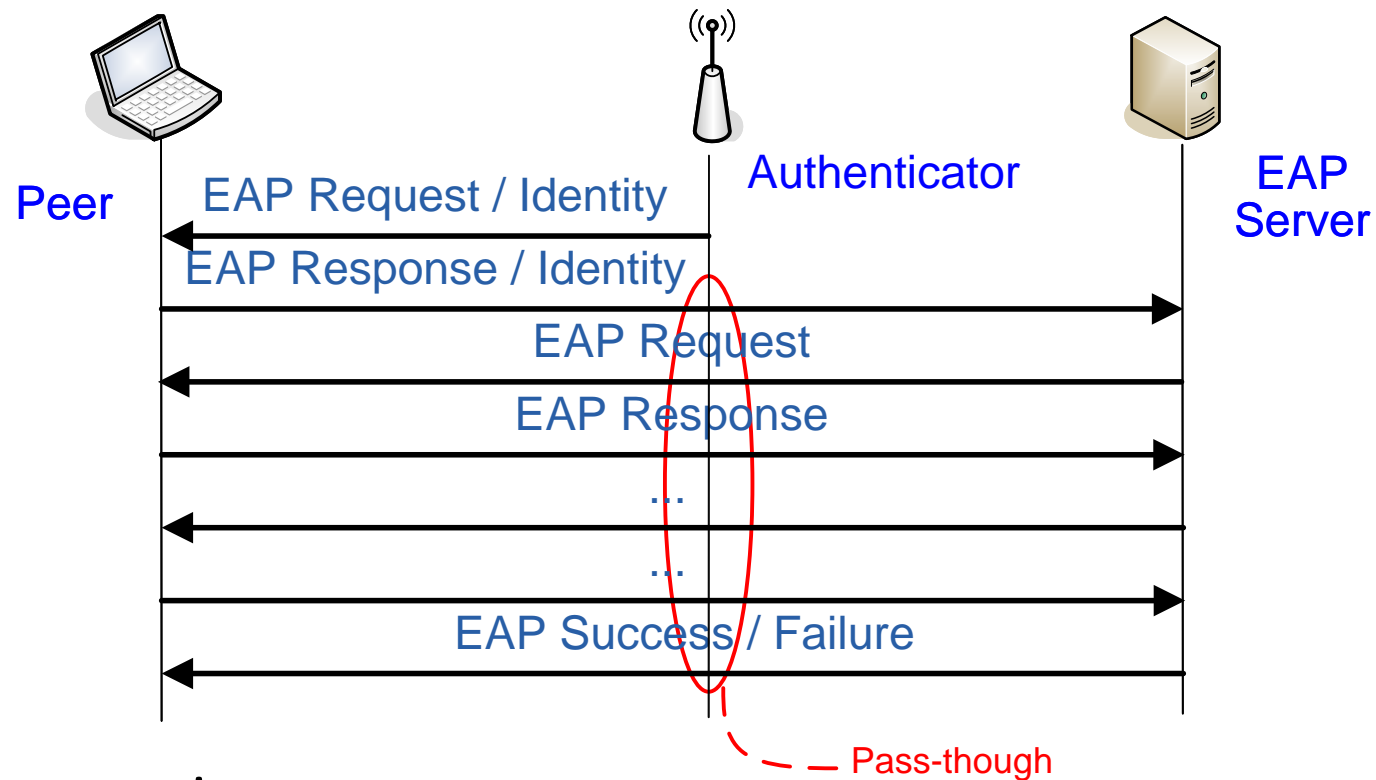 Peer
Authenticator
EAP
Server
EAP Request / Identity
EAP Response / Identity
EAP Request
EAP Response
...
...
EAP Success / Failure
Pass-though